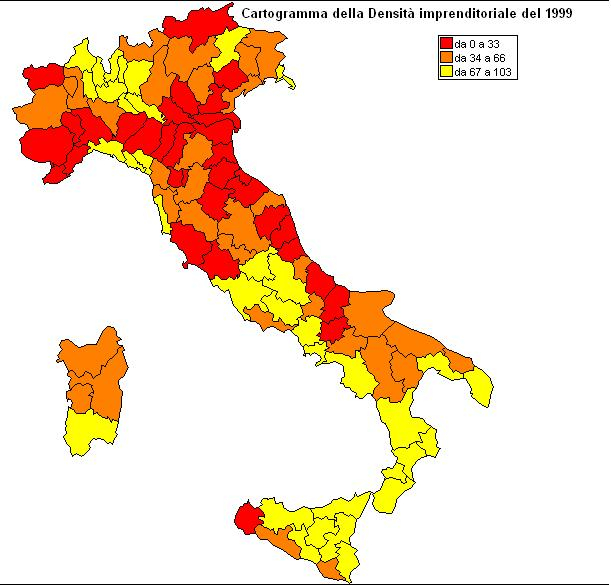 Cartogramma della Densità imprenditoriale del 1999
da 0 a 33
da 34 a 66
da 67 a 103